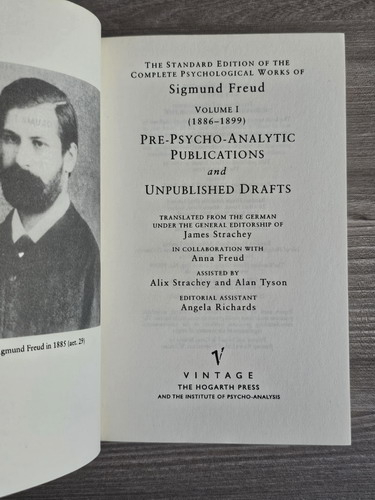 THE STANDARD EDITION OF THE
COMPLETE PSYCHOLOGICAL WORKS OF
Sigmund Freud
VOLUME I
(1886–1899)
PRE-PSYCHO-ANALYTIC
PUBLICATIONS
and
UNPUBLISHED DRAFTS
TRANSLATED FROM THE GERMAN
UNDER THE GENERAL EDITORSHIP OF
James Strachey
IN COLLABORATION WITH
Anna Freud
ASSISTED BY
Alix Strachey and Alan Tyson
EDITORIAL ASSISTANT
Angela Richards
VINTAGE
THE HOGARTH PRESS
AND THE INSTITUTE OF PSYCHO-ANALYSIS
gmund Freud in 1885 (aet. 29)